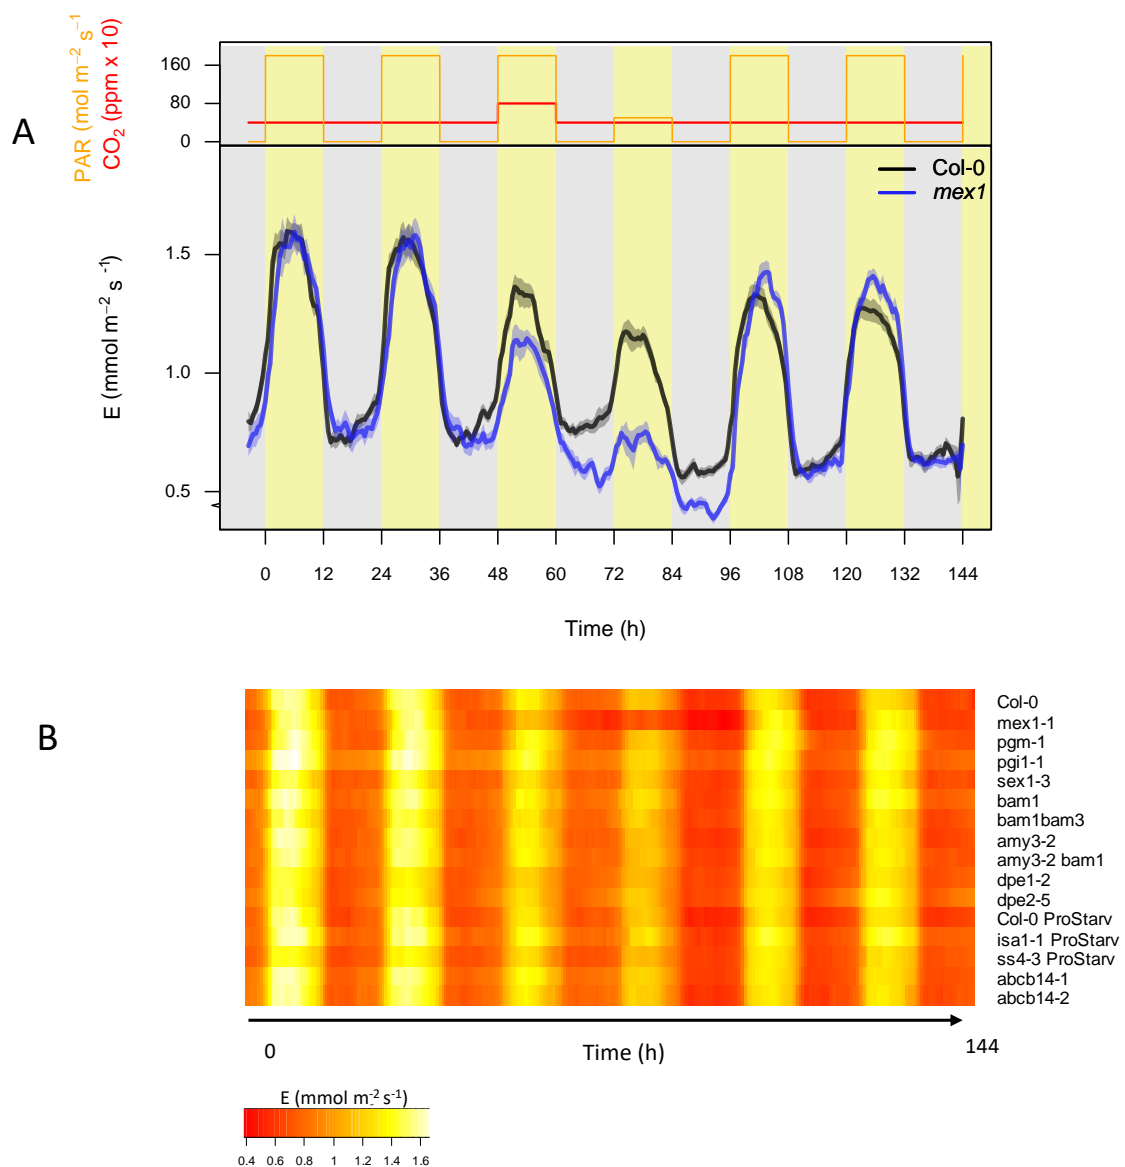 PAR (mol m⁻² s⁻¹
CO₂ (ppm x 10)
160
80
0
A
Col-0
mex1
E (mmol m⁻² s ⁻¹)
1.5
1.0
0.5
0 12 24 36 48 60 72 84 96 108 120 132 144
Time (h)
B
Col-0
mex1-1
pgm-1
pgi1-1
sex1-3
bam1
bam1bam3
amy3-2
amy3-2 bam1
dpe1-2
dpe2-5
Col-0 ProStarv
isa1-1 ProStarv
ss4-3 ProStarv
abcb14-1
abcb14-2
0 Time (h) 144
E (mmol m⁻² s⁻¹)
0.4 0.6 0.8 1 1.2 1.4 1.6